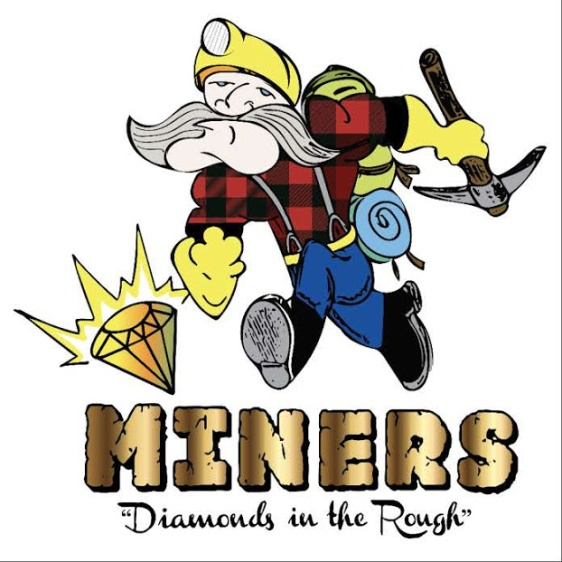 MINERS
“Diamonds in the Rough”